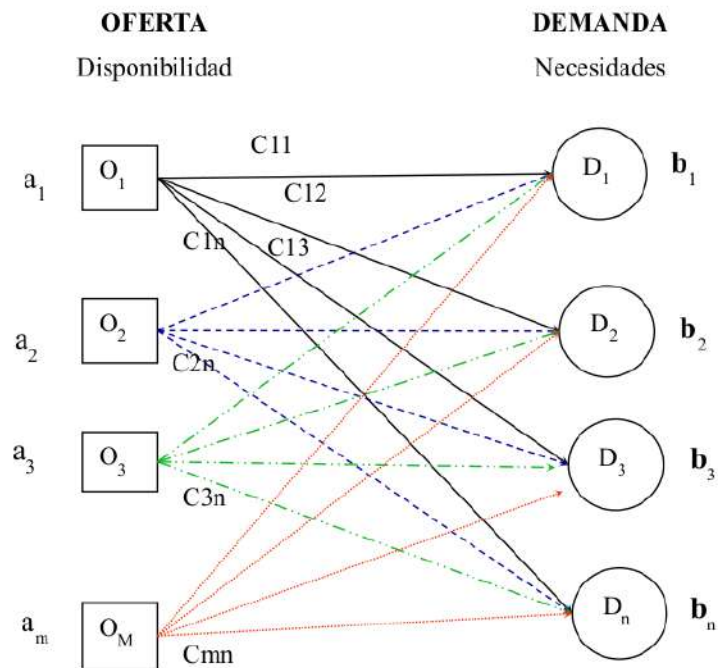 OFERTA
Disponibilidad
DEMANDA
Necesidades
a1
O1
C11
C12
C1n
C13
D1
b1
a2
O2
C2n
D2
b2
a3
O3
C3n
D3
b3
am
OM
Cmn
Dn
bn